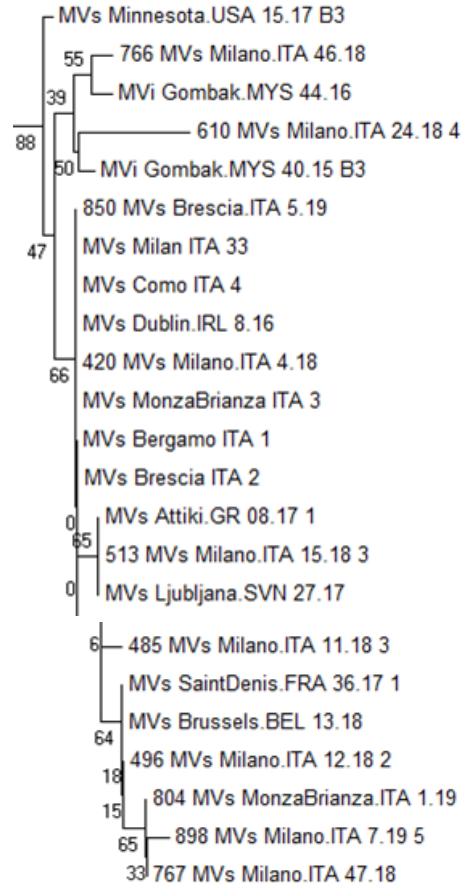 MVs Minnesota.USA 15.17 B3
55
766 MVs Milano.ITA 46.18
39
MVi Gombak.MYS 44.16
610 MVs Milano.ITA 24.18 4
88
50
MVi Gombak.MYS 40.15 B3
850 MVs Brescia.ITA 5.19
47
MVs Milan ITA 33
MVs Como ITA 4
MVs Dublin.IRL 8.16
420 MVs Milano.ITA 4.18
66
MVs MonzaBrianza ITA 3
MVs Bergamo ITA 1
MVs Brescia ITA 2
0
MVs Attiki.GR 08.17 1
65
513 MVs Milano.ITA 15.18 3
0
MVs Ljubljana.SVN 27.17
6
485 MVs Milano.ITA 11.18 3
MVs SaintDenis.FRA 36.17 1
MVs Brussels.BEL 13.18
64
496 MVs Milano.ITA 12.18 2
18
804 MVs MonzaBrianza.ITA 1.19
15
898 MVs Milano.ITA 7.19 5
65
33
767 MVs Milano.ITA 47.18